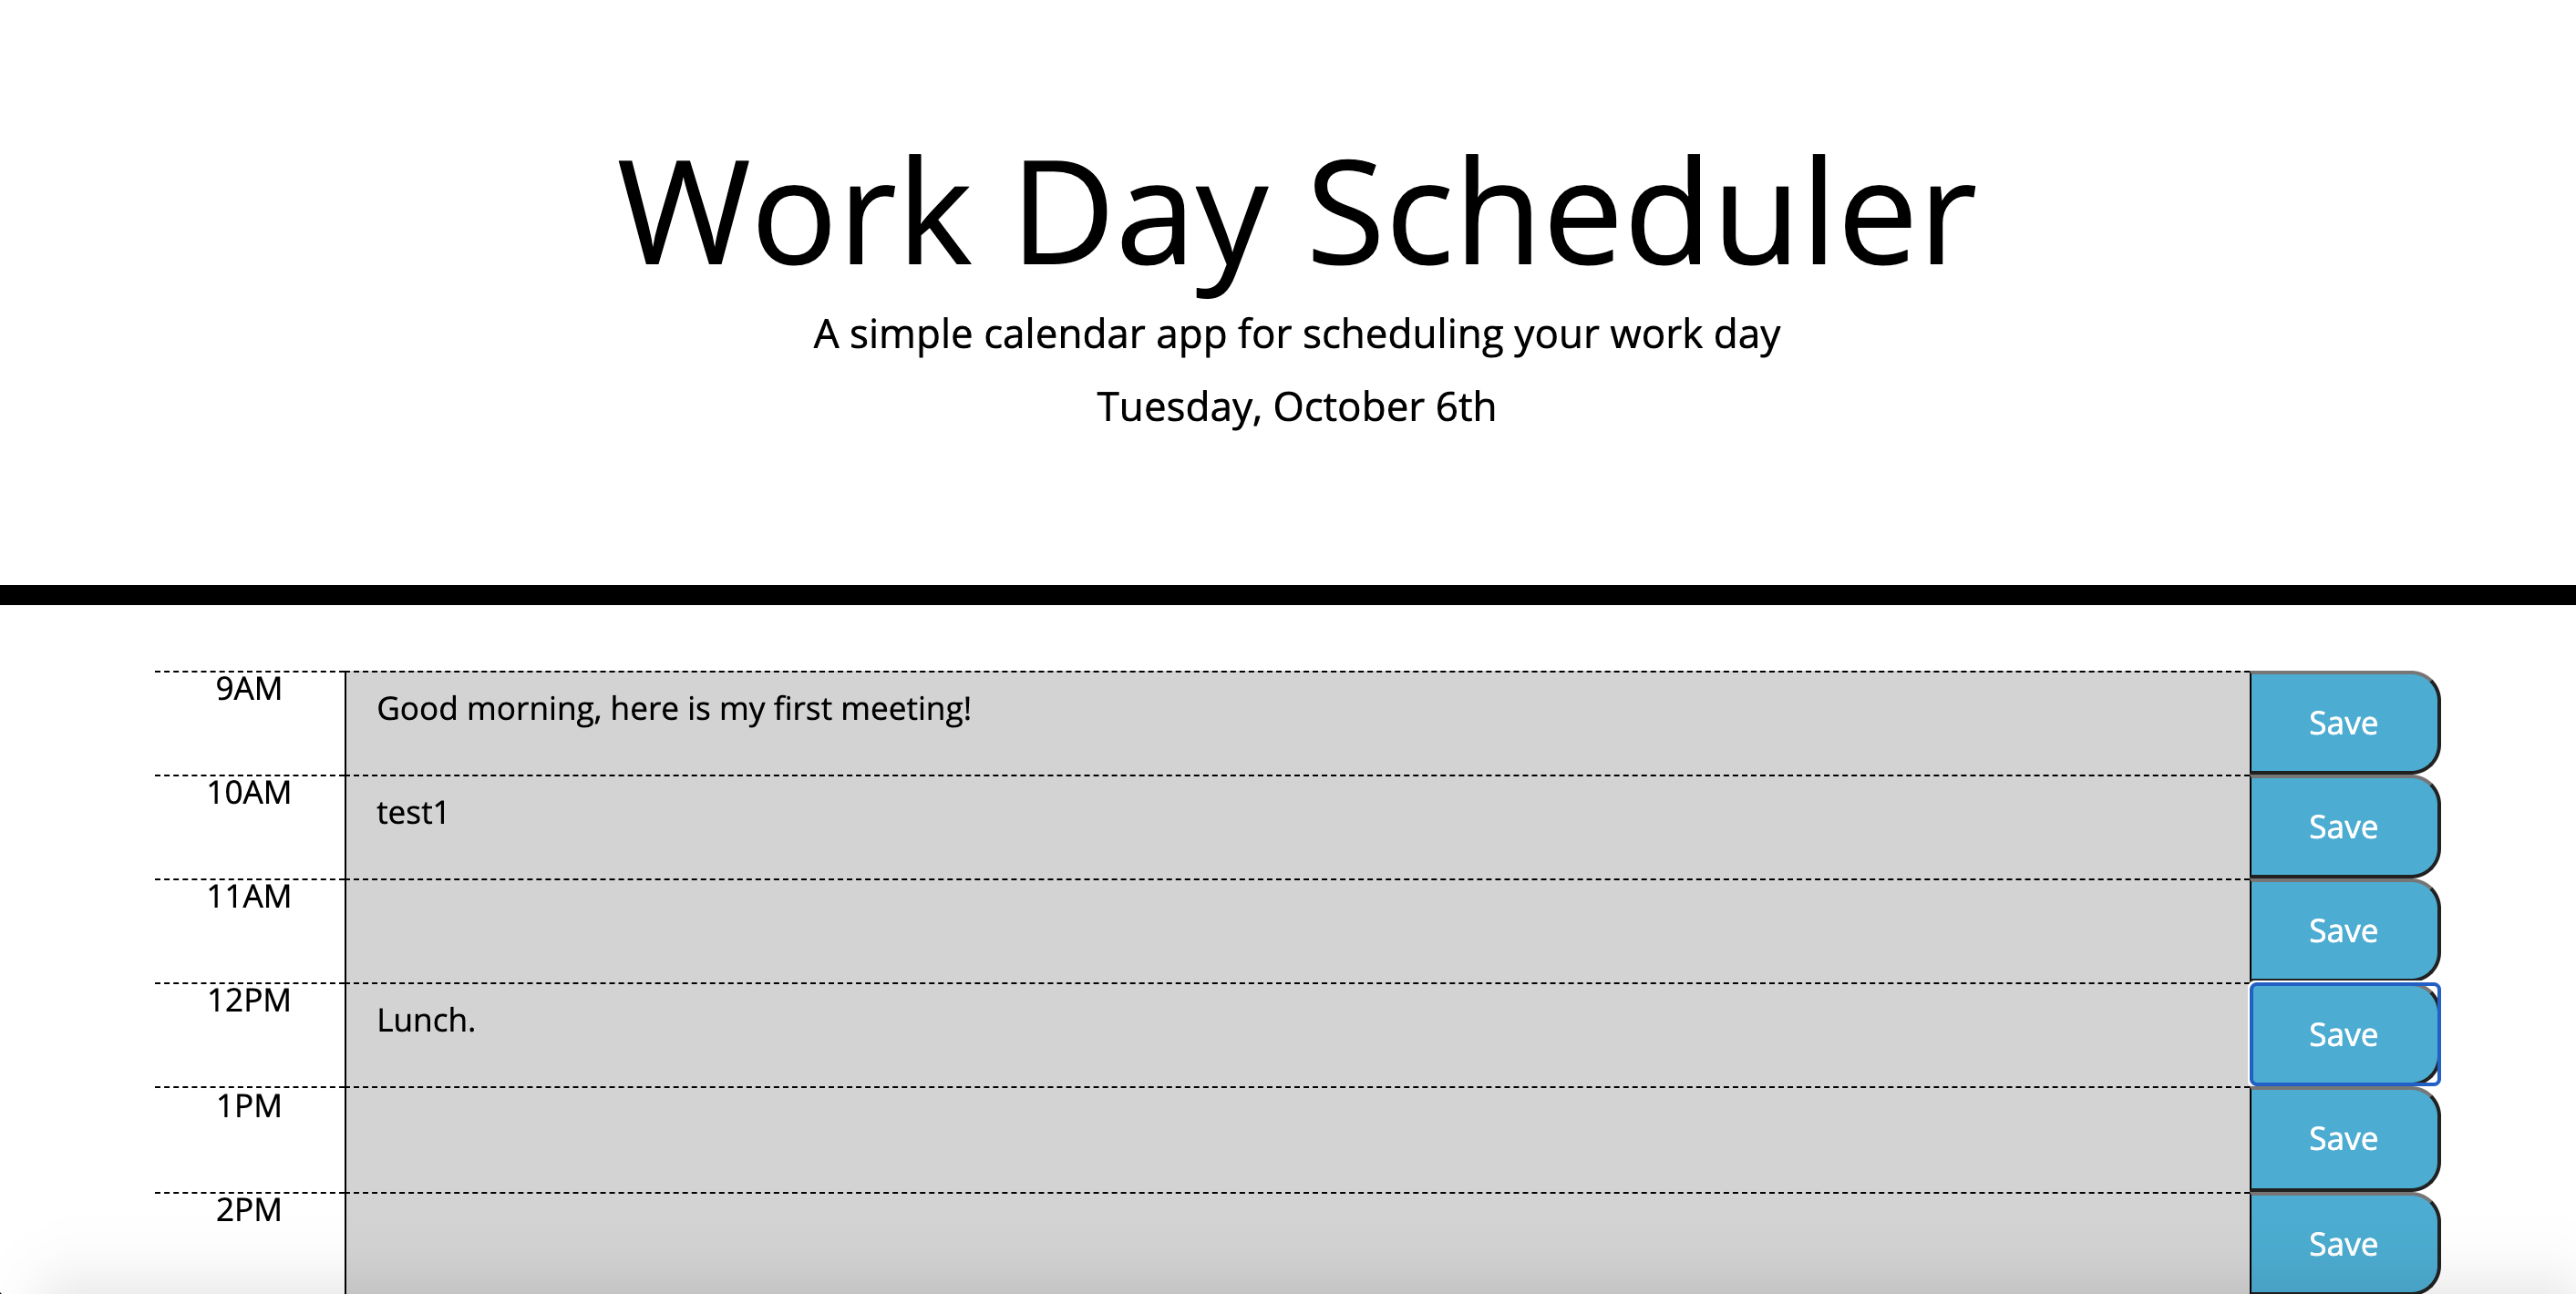 Work Day Scheduler
A simple calendar app for scheduling your work day
Tuesday, October 6th
9AM Good morning, here is my first meeting! Save
10AM test1 Save
11AM Save
12PM Lunch. Save
1PM Save
2PM Save